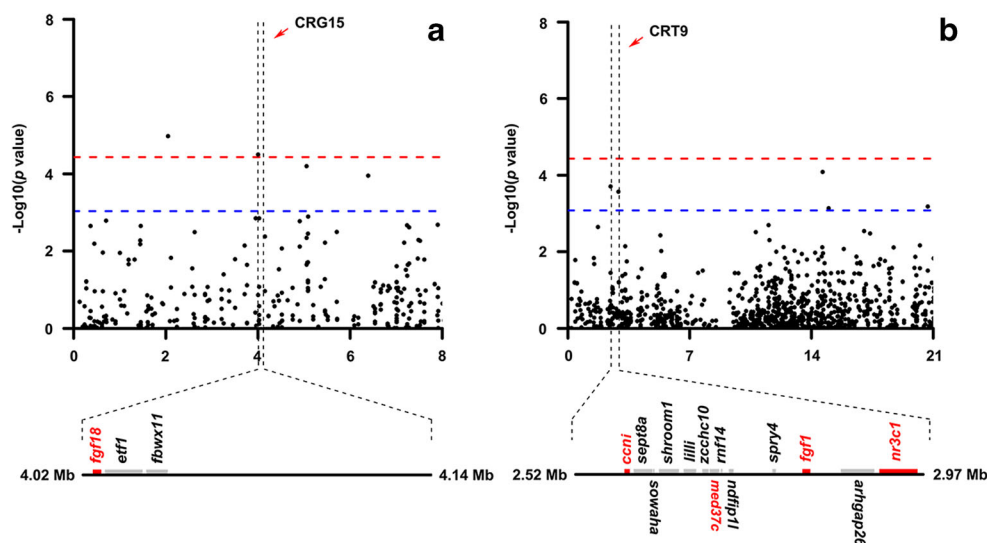 CRG15
a
8
6
4
2
0
-Log10(p value)
0 2 4 6 8
4.02 Mb
fgf18
etf1
fbwx11
4.14 Mb
CRT9
b
8
6
4
2
0
-Log10(p value)
0 7 14 21
2.52 Mb
ccni
sept8a
sowaha
shroom1
lilli
zcchc10
med37c
rnf14
ndfip1l
spry4
fgf1
arhgap26
nr3c1
2.97 Mb